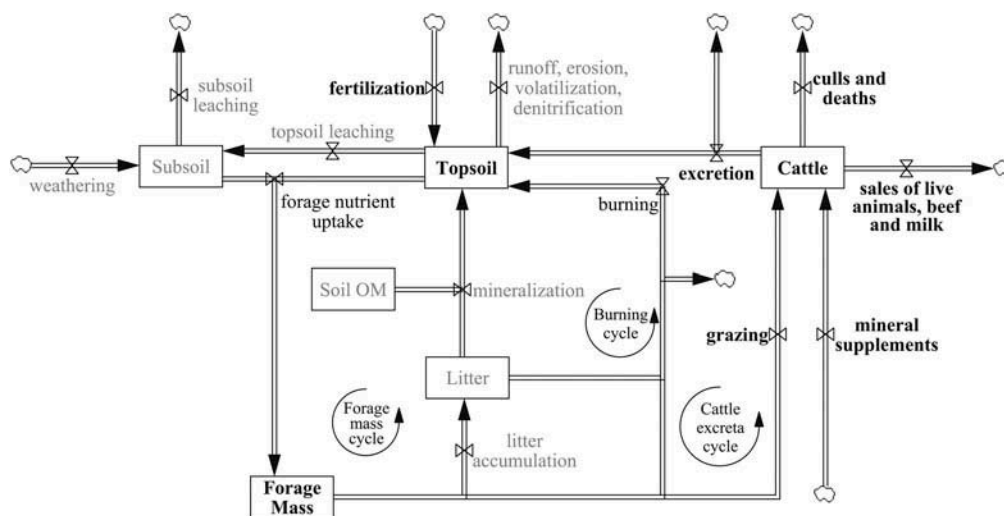 subsoil
leaching
fertilization
runoff, erosion,
volatilization,
denitrification
culls and
deaths
topsoil leaching
Subsoil
Topsoil
Cattle
weathering
excretion
forage nutrient
uptake
burning
sales of live
animals, beef
and milk
Soil OM
mineralization
Burning
cycle
grazing
mineral
supplements
Litter
Forage
mass
cycle
Cattle
excreta
cycle
litter
accumulation
Forage
Mass